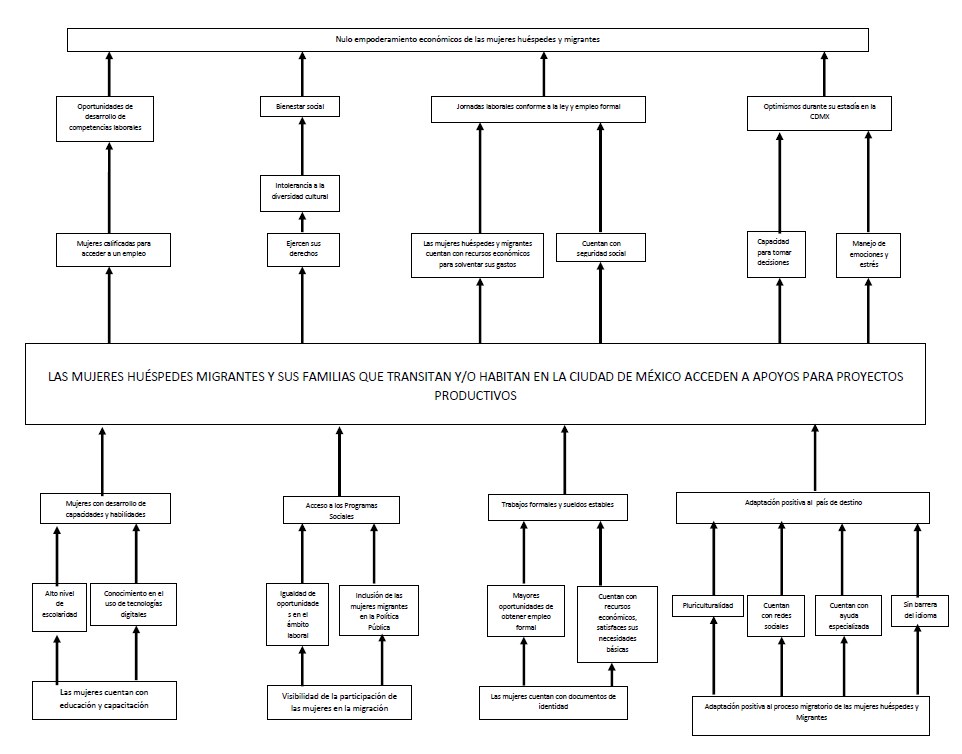 Nulo empoderamiento económicos de las mujeres huéspedes y migrantes
Oportunidades de
desarrollo de
competencias laborales
Bienestar social
Jornadas laborales conforme a la ley y empleo formal
Optimismos durante su estadía en la
CDMX
Intolerancia a la
diversidad cultural
Mujeres calificadas para
acceder a un empleo
Ejercen sus
derechos
Las mujeres huéspedes y migrantes
cuentan con recursos económicos
para solventar sus gastos
Cuentan con
seguridad social
Capacidad
para tomar
decisiones
Manejo de
emociones y
estrés
LAS MUJERES HUÉSPEDES MIGRANTES Y SUS FAMILIAS QUE TRANSITAN Y/O HABITAN EN LA CIUDAD DE MÉXICO ACCEDEN A APOYOS PARA PROYECTOS
PRODUCTIVOS
Mujeres con desarrollo de
capacidades y habilidades
Acceso a los Programas
Sociales
Trabajos formales y sueldos estables
Adaptación positiva al país de destino
Alto nivel
de
escolaridad
Conocimiento en el
uso de tecnologías
digitales
Igualdad de
oportunidade
s en el
ámbito
laboral
Inclusión de las
mujeres migrantes
en la Política
Pública
Mayores
oportunidades de
obtener empleo
formal
Cuentan con
recursos
económicos,
satisfaces sus
necesidades
básicas
Pluriculturalidad
Cuentan
con redes
sociales
Cuentan con
ayuda
especializada
Sin barrera
del idioma
Las mujeres cuentan con
educación y capacitación
Visibilidad de la participación de
las mujeres en la migración
Las mujeres cuentan con documentos de
identidad
Adaptación positiva al proceso migratorio de las mujeres huéspedes y
Migrantes